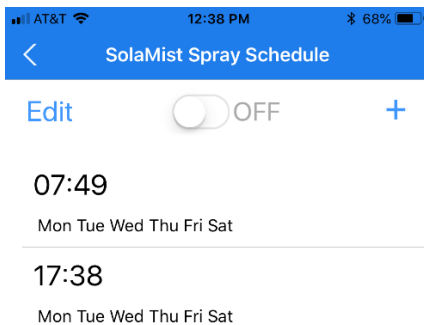 AT&T 12:38 PM 68%
SolaMist Spray Schedule
Edit OFF +
07:49
Mon Tue Wed Thu Fri Sat
17:38
Mon Tue Wed Thu Fri Sat